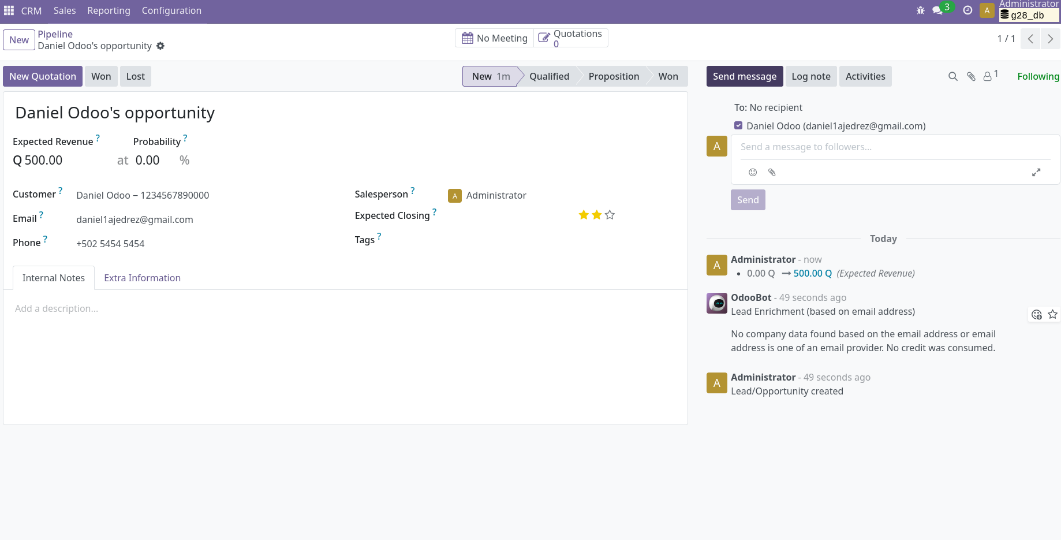 CRM Sales Reporting Configuration 3 A Administrator
g28_db
New Pipeline
Daniel Odoo's opportunity
No Meeting Quotations
0
1 / 1
New Quotation Won Lost
New 1m Qualified Proposition Won
Daniel Odoo's opportunity
Expected Revenue ? Probability ?
Q 500.00 at 0.00 %
Customer ? Daniel Odoo – 1234567890000
Email ? daniel1ajedrez@gmail.com
Phone ? +502 5454 5454
Salesperson ? A Administrator
Expected Closing ?
Tags ?
Internal Notes Extra Information
Add a description...
Send message Log note Activities 1 Following
To: No recipient
Daniel Odoo (daniel1ajedrez@gmail.com)
A Send a message to followers...
Send
Today
A Administrator - now
• 0.00 Q → 500.00 Q (Expected Revenue)
OdooBot - 49 seconds ago
Lead Enrichment (based on email address)
No company data found based on the email address or email
address is one of an email provider. No credit was consumed.
A Administrator - 49 seconds ago
Lead/Opportunity created